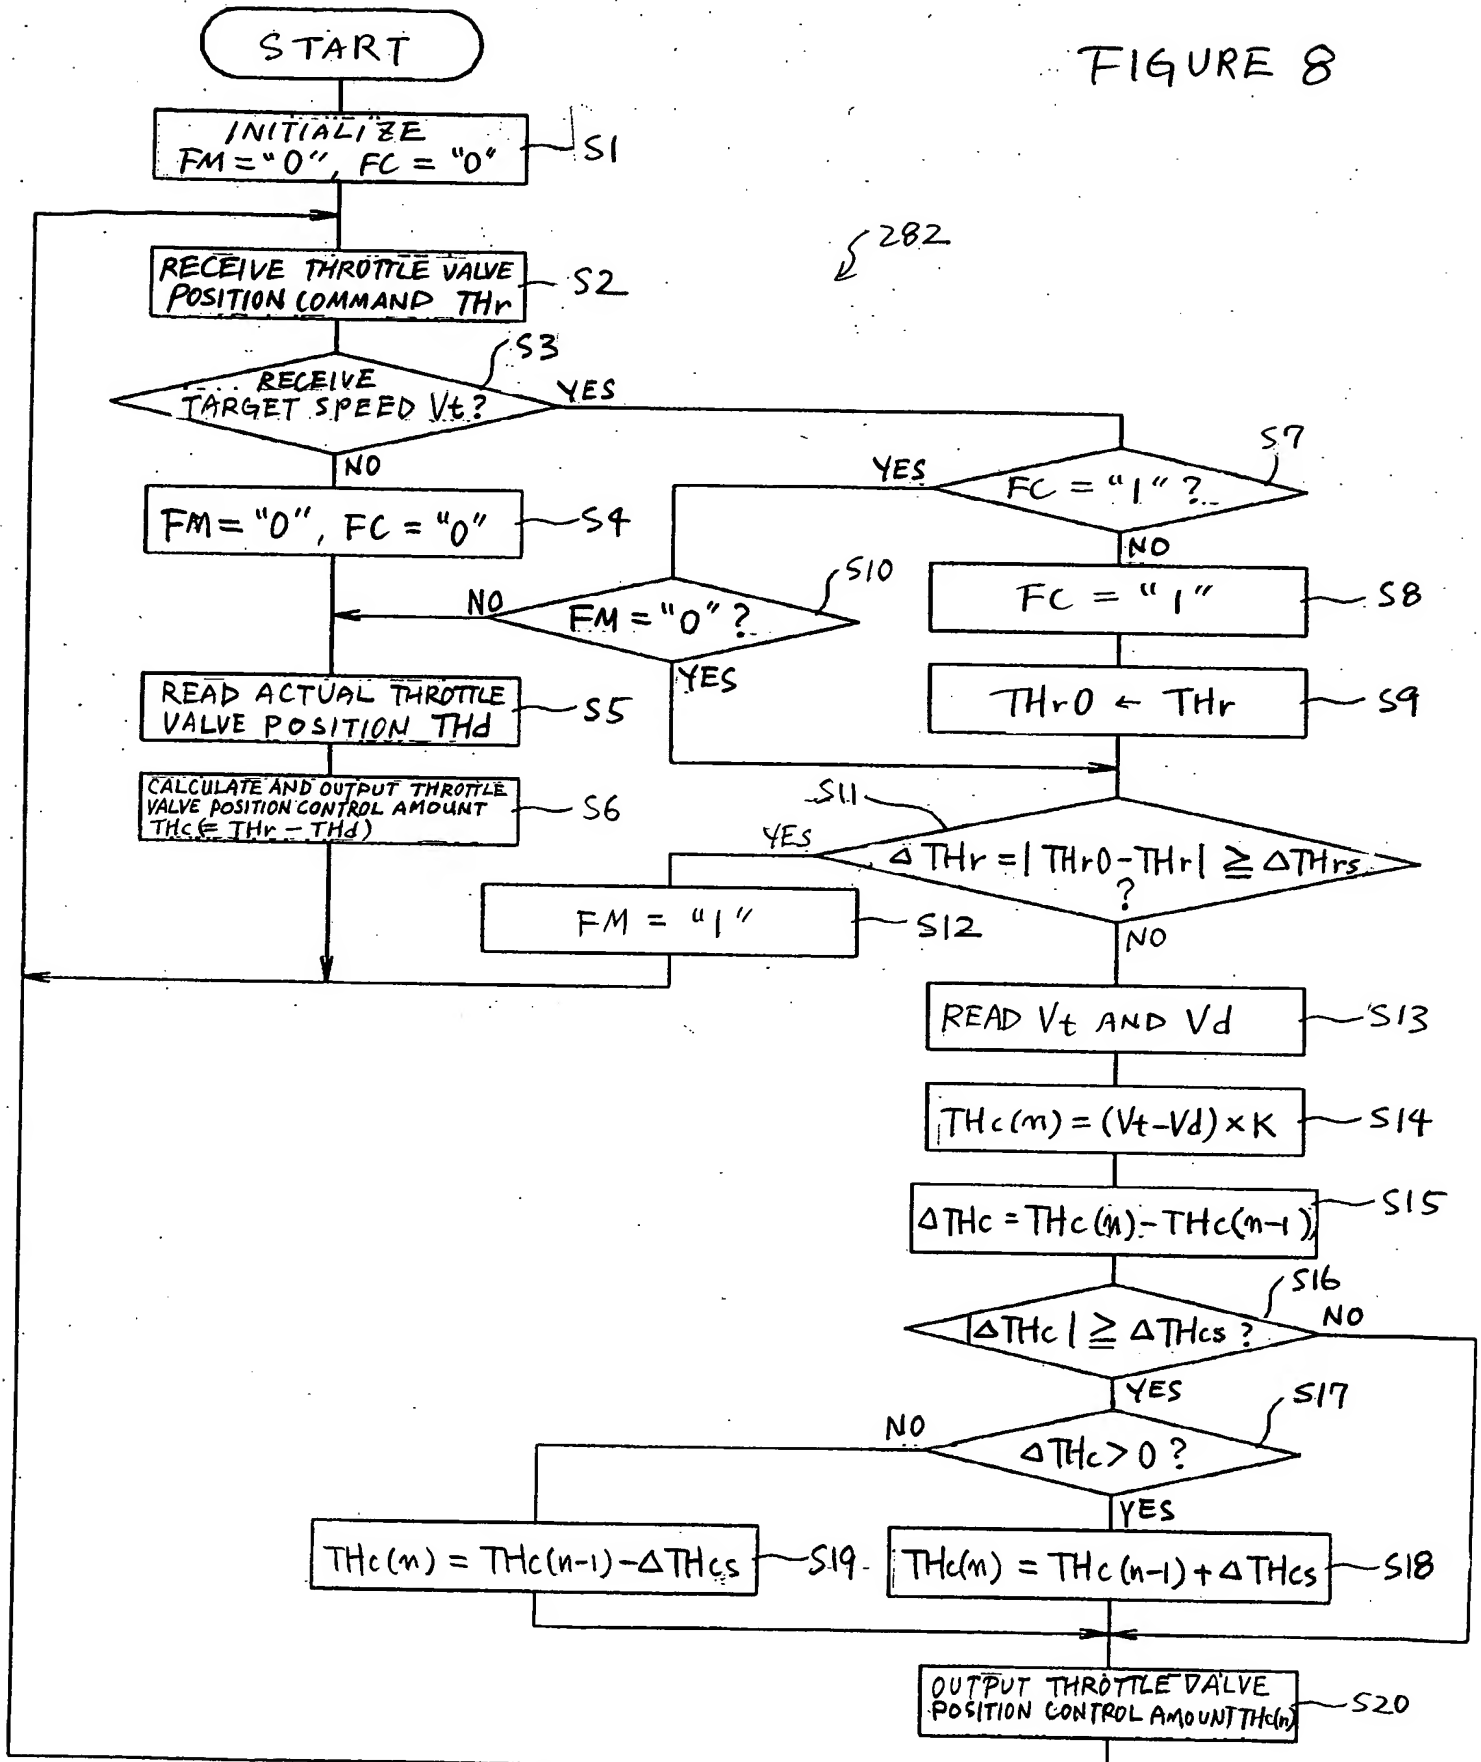 FIGURE 8
START
INITIALIZE
FM = "0", FC = "0"
S1
282
RECEIVE THROTTLE VALVE
POSITION COMMAND THr
S2
S3
RECEIVE
TARGET SPEED Vt?
YES
NO
S7
FC = "1" ?
YES
NO
FM = "0", FC = "0"
S4
S10
FM = "0" ?
NO
YES
FC = "1"
S8
THr0 ← THr
S9
READ ACTUAL THROTTLE
VALVE POSITION THd
S5
CALCULATE AND OUTPUT THROTTLE
VALVE POSITION CONTROL AMOUNT
THc (= THr - THd)
S6
S11
ΔTHr = | THr0 - THr | ≧ ΔTHrs
?
YES
NO
FM = "1"
S12
READ Vt AND Vd
S13
THc(n) = (Vt-Vd) × K
S14
ΔTHc = THc(n) - THc(n-1)
S15
S16
|ΔTHc| ≧ ΔTHcs ?
NO
YES
S17
ΔTHc > 0 ?
NO
YES
THc(n) = THc(n-1) - ΔTHcs
S19
THc(n) = THc(n-1) + ΔTHcs
S18
OUTPUT THROTTLE VALVE
POSITION CONTROL AMOUNT THc(n)
S20